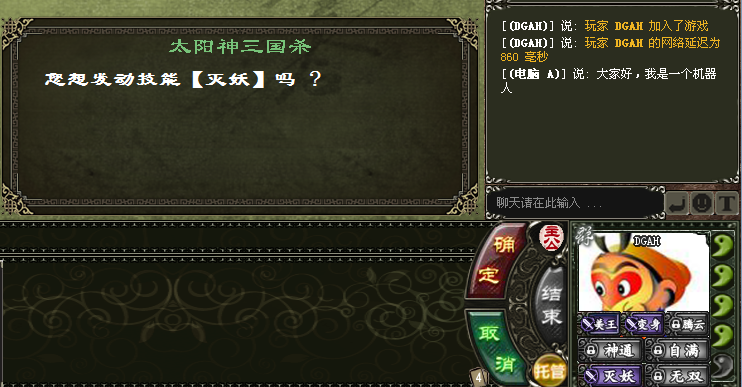 太阳神三国杀
您想发动技能【灭妖】吗 ？
[(DGAH)] 说: 玩家 DGAH 加入了游戏
[(DGAH)] 说: 玩家 DGAH 的网络延迟为
860 毫秒
[(电脑 A)] 说: 大家好，我是一个机器
人
聊天请在此输入 ...
T
确定
取消
结束
托管
4
主公
DGAH
美王 变身 腾云
神通 自满
灭妖 无双